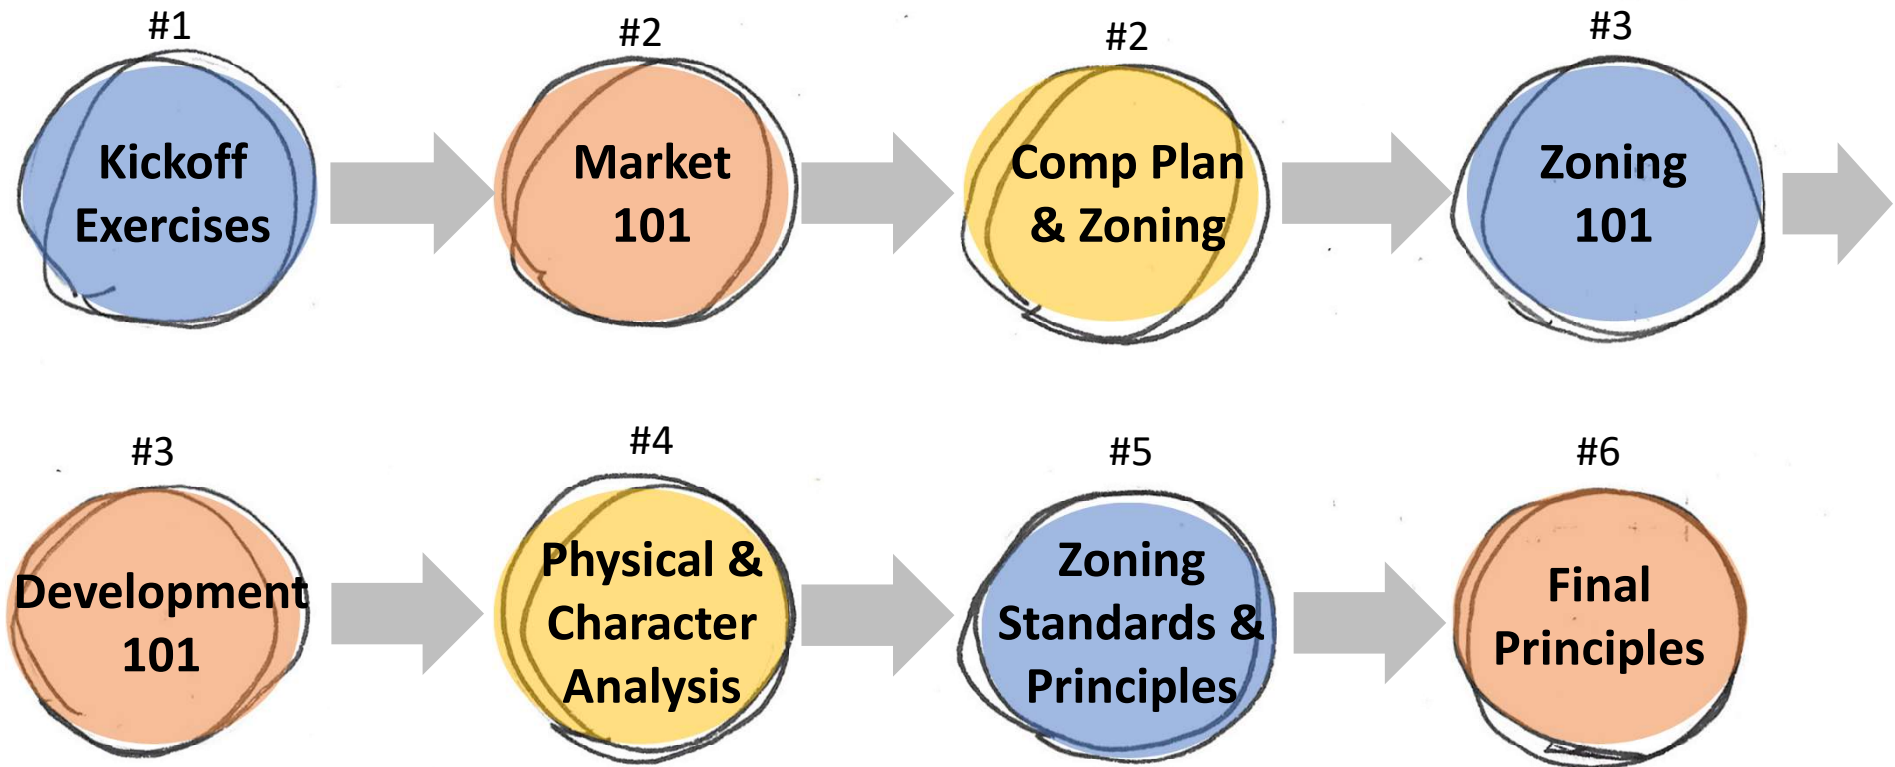 #1
Kickoff
Exercises
#2
Market
101
#2
Comp Plan
& Zoning
#3
Zoning
101
#3
Development
101
#4
Physical &
Character
Analysis
#5
Zoning
Standards &
Principles
#6
Final
Principles